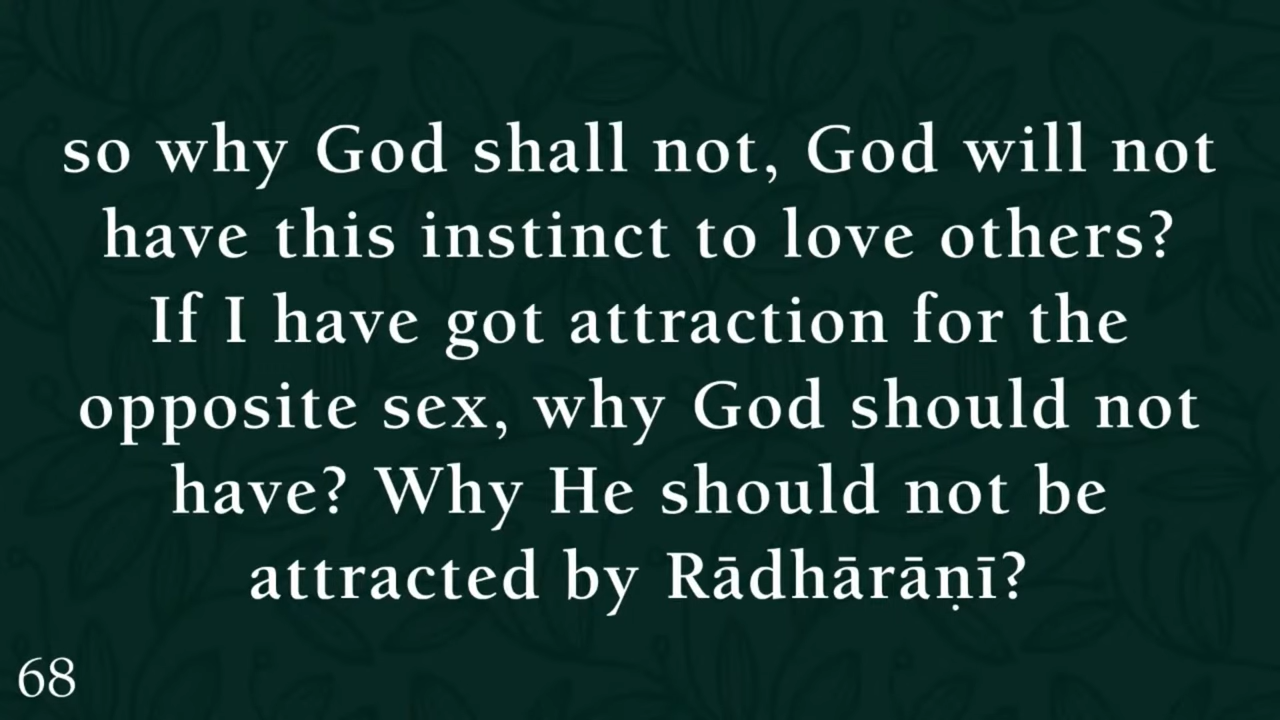 so why God shall not, God will not
have this instinct to love others?
If I have got attraction for the
opposite sex, why God should not
have? Why He should not be
attracted by Rādhārāṇī?
68